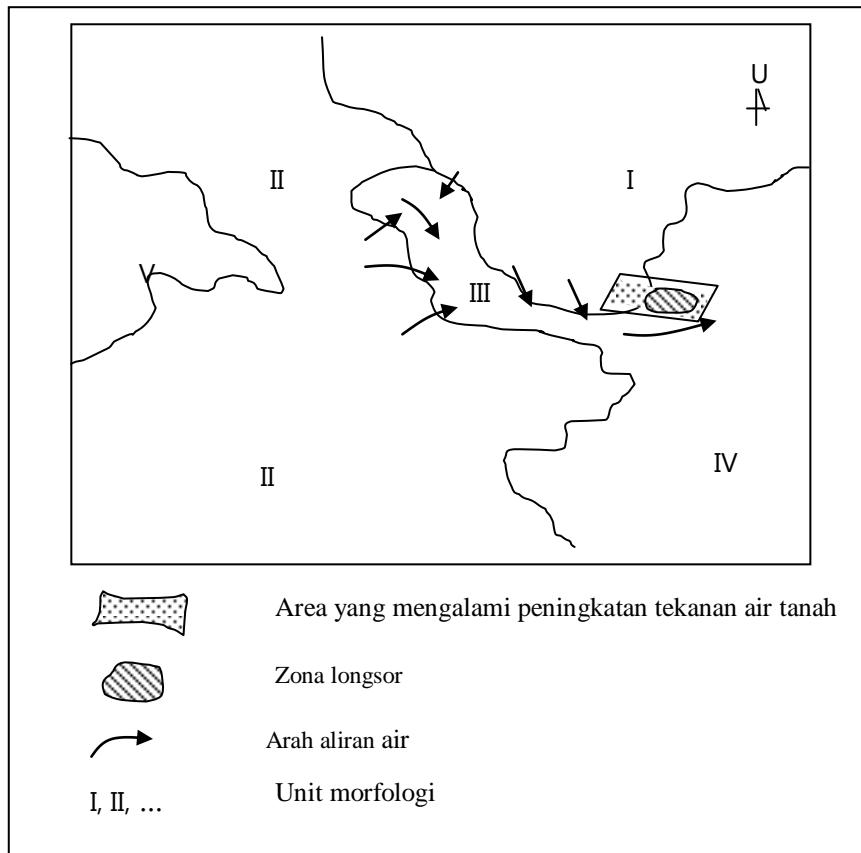 U
II
I
V
III
IV
II
Area yang mengalami peningkatan tekanan air tanah
Zona longsor
Arah aliran air
I, II, ...
Unit morfologi